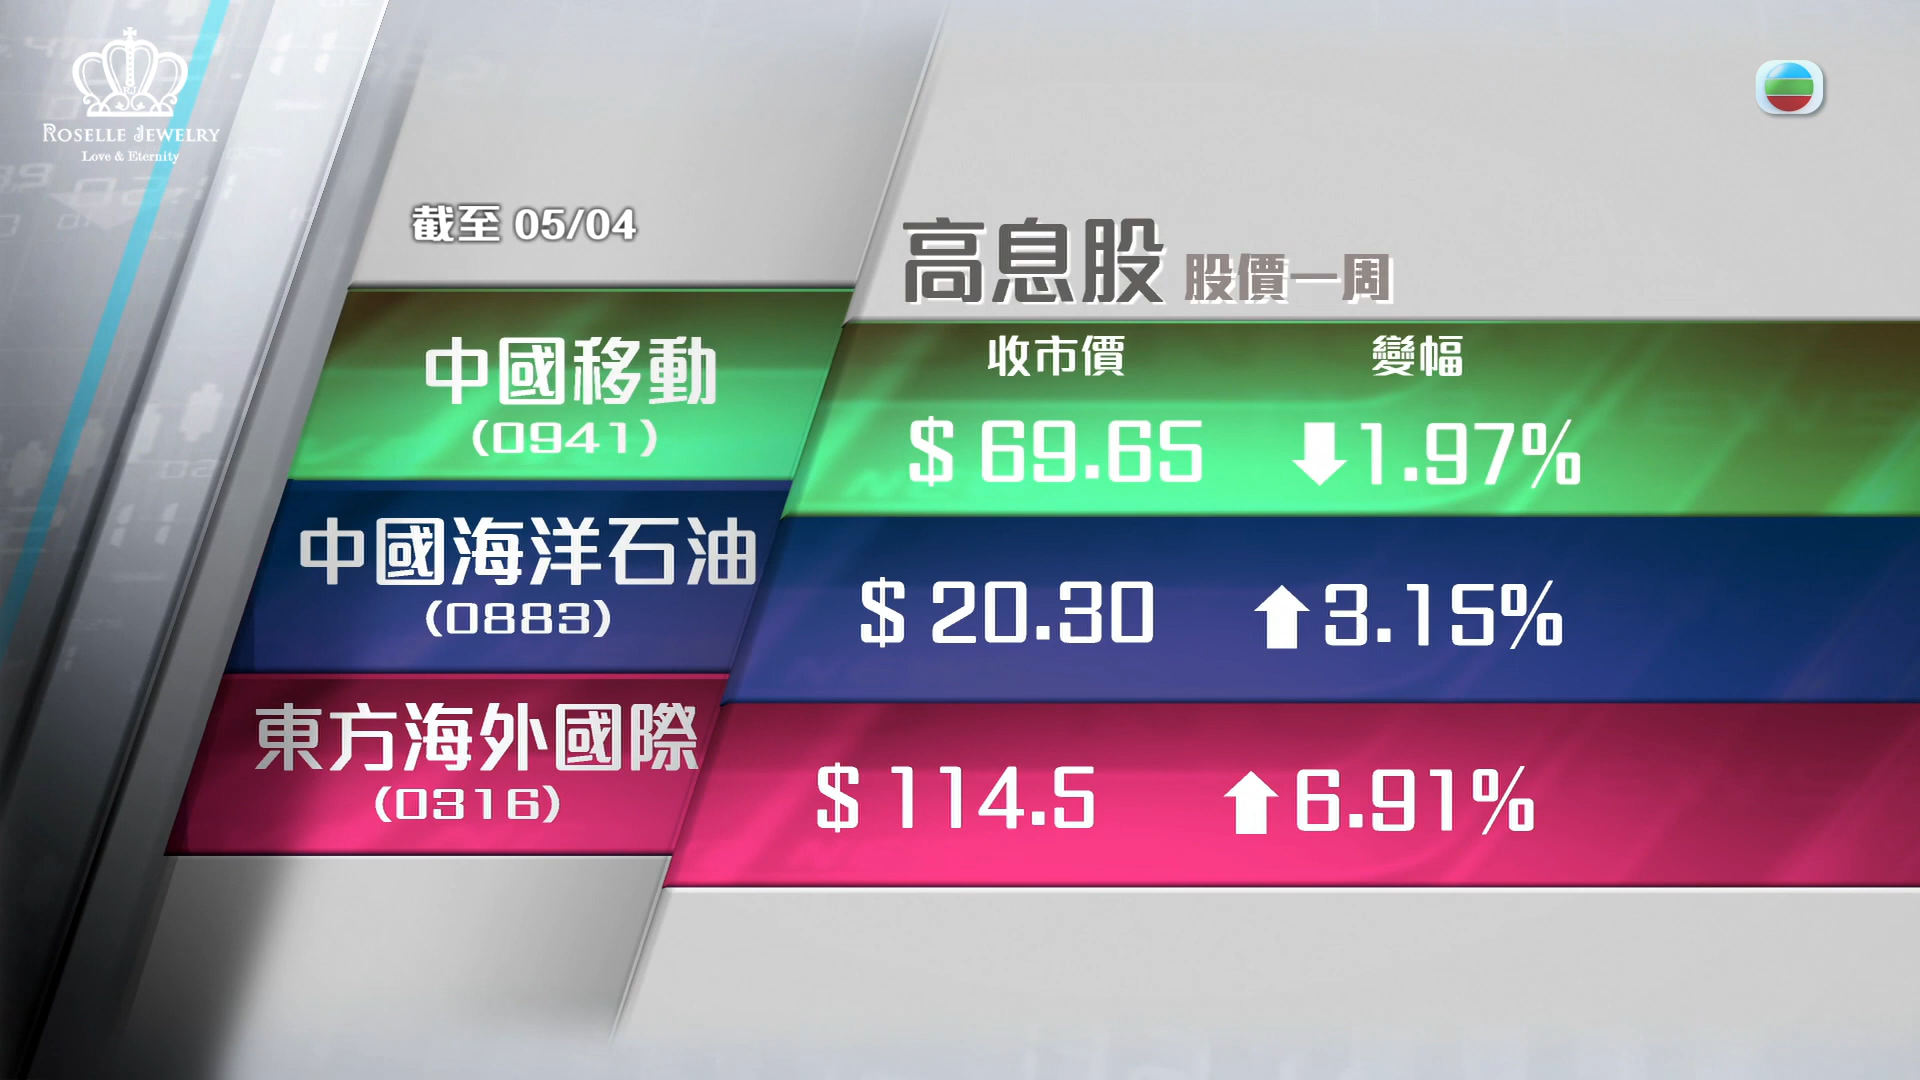 ROSELLE JEWELRY
Love & Eternity
截至 05/04
高息股 股價一周
收市價 變幅
中國移動
(0941)
$ 69.65 ⬇1.97%
中國海洋石油
(0883)
$ 20.30 ⬆3.15%
東方海外國際
(0316)
$ 114.5 ⬆6.91%